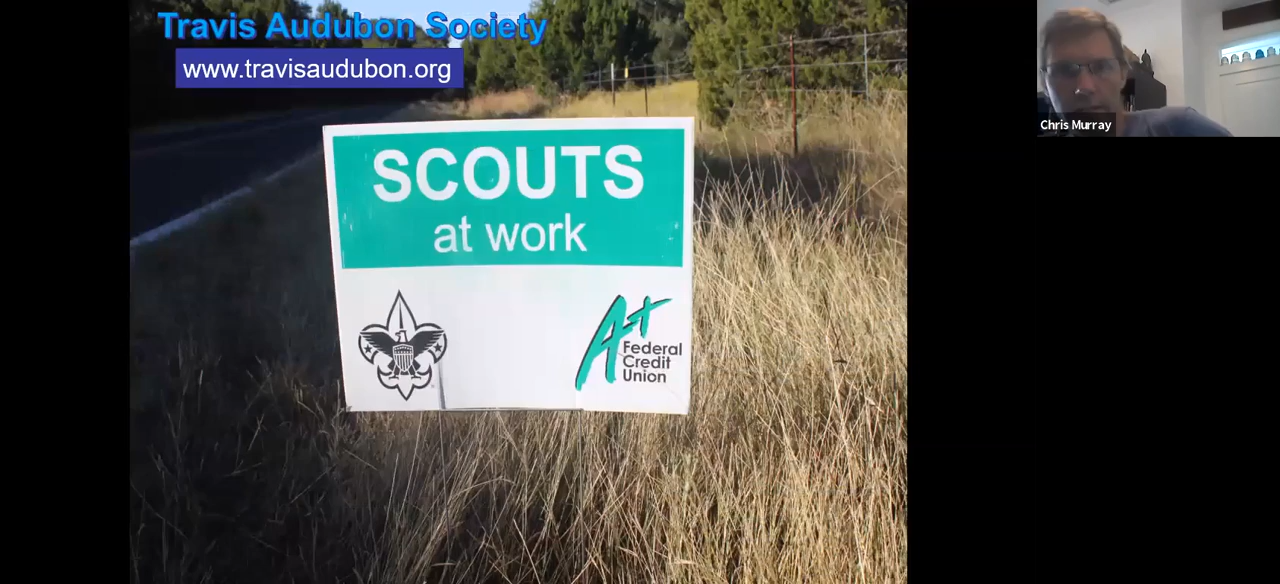 Travis Audubon Society
www.travisaudubon.org
SCOUTS
at work
A+
Federal
Credit
Union
Chris Murray